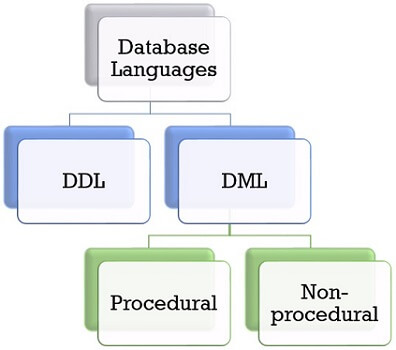 Database
Languages
DDL
DML
Procedural
Non-
procedural